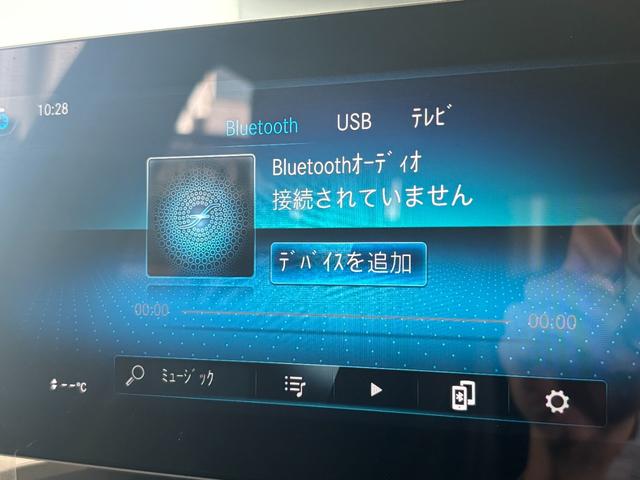 10:28
Bluetooth USB ﾃﾚﾋﾞ
Bluetoothｵｰﾃﾞｨｵ
接続されていません
ﾃﾞﾊﾞｲｽを追加
00:00 00:00
--℃ ﾐｭｰｼﾞｯｸ